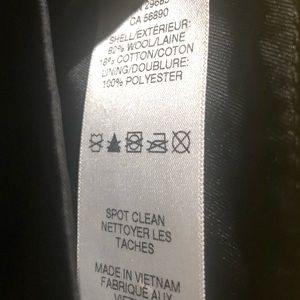 CA 56890
SHELL/EXTÉRIEUR:
82% WOOL/LAINE
18% COTTON/COTON
LINING/DOUBLURE:
100% POLYESTER
SPOT CLEAN
NETTOYER LES
TACHES
MADE IN VIETNAM
FABRIQUÉ AUX